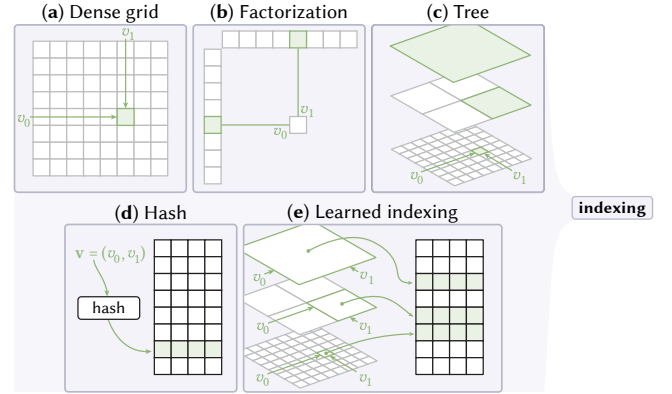 (a) Dense grid
(b) Factorization
(c) Tree
v₁
v₀
v₁
v₀
v₀
v₁
indexing
(d) Hash
(e) Learned indexing
v = (v₀, v₁)
hash
v₀
v₁
v₀
v₁
v₀
v₁